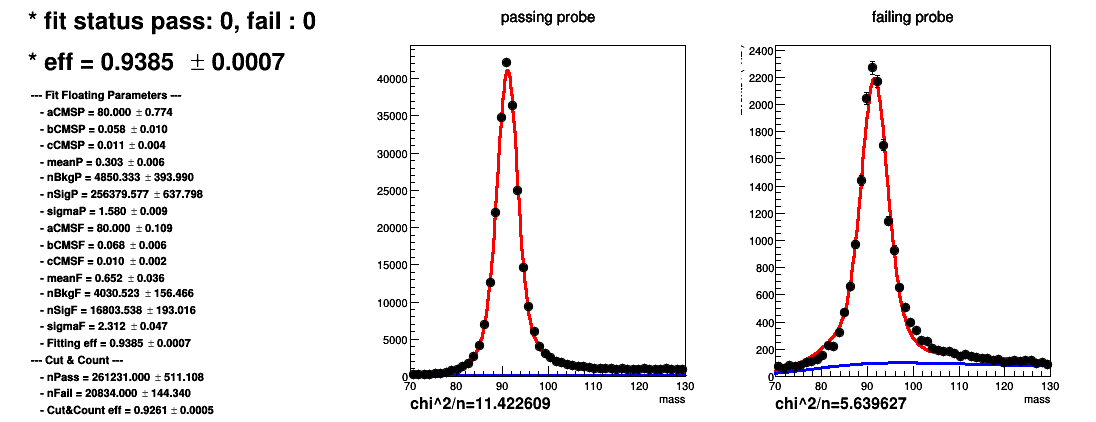 * fit status pass: 0, fail : 0
* eff = 0.9385 ± 0.0007
--- Fit Floating Parameters ---
- aCMSP = 80.000 ± 0.774
- bCMSP = 0.058 ± 0.010
- cCMSP = 0.011 ± 0.004
- meanP = 0.303 ± 0.006
- nBkgP = 4850.333 ± 393.990
- nSigP = 256379.577 ± 637.798
- sigmaP = 1.580 ± 0.009
- aCMSF = 80.000 ± 0.109
- bCMSF = 0.068 ± 0.006
- cCMSF = 0.010 ± 0.002
- meanF = 0.652 ± 0.036
- nBkgF = 4030.523 ± 156.466
- nSigF = 16803.538 ± 193.016
- sigmaF = 2.312 ± 0.047
- Fitting eff = 0.9385 ± 0.0007
--- Cut & Count ---
- nPass = 261231.000 ± 511.108
- nFail = 20834.000 ± 144.340
- Cut&Count eff = 0.9261 ± 0.0005
passing probe
40000
35000
30000
25000
20000
15000
10000
5000
0
70 80 90 100 110 120 130
mass
chi^2/n=11.422609
failing probe
2400
2200
2000
1800
1600
1400
1200
1000
800
600
400
200
0
70 80 90 100 110 120 130
mass
chi^2/n=5.639627